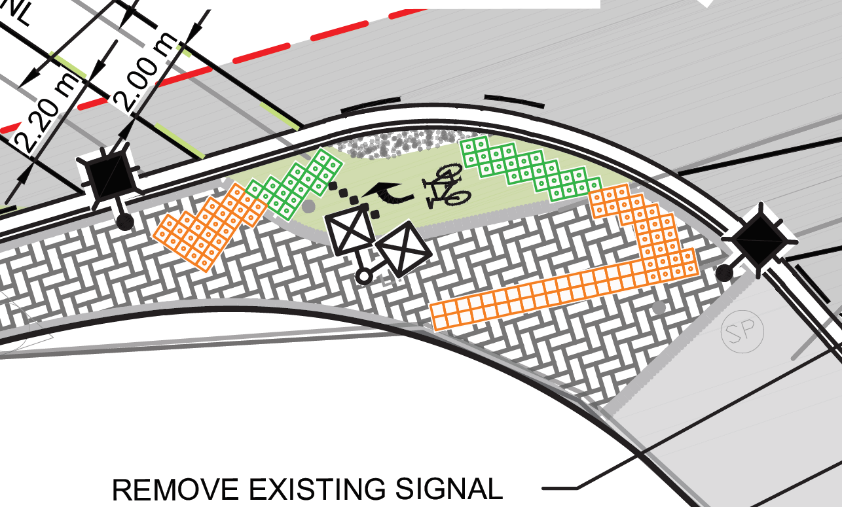 NL
2.20 m
2.00 m
SP
REMOVE EXISTING SIGNAL